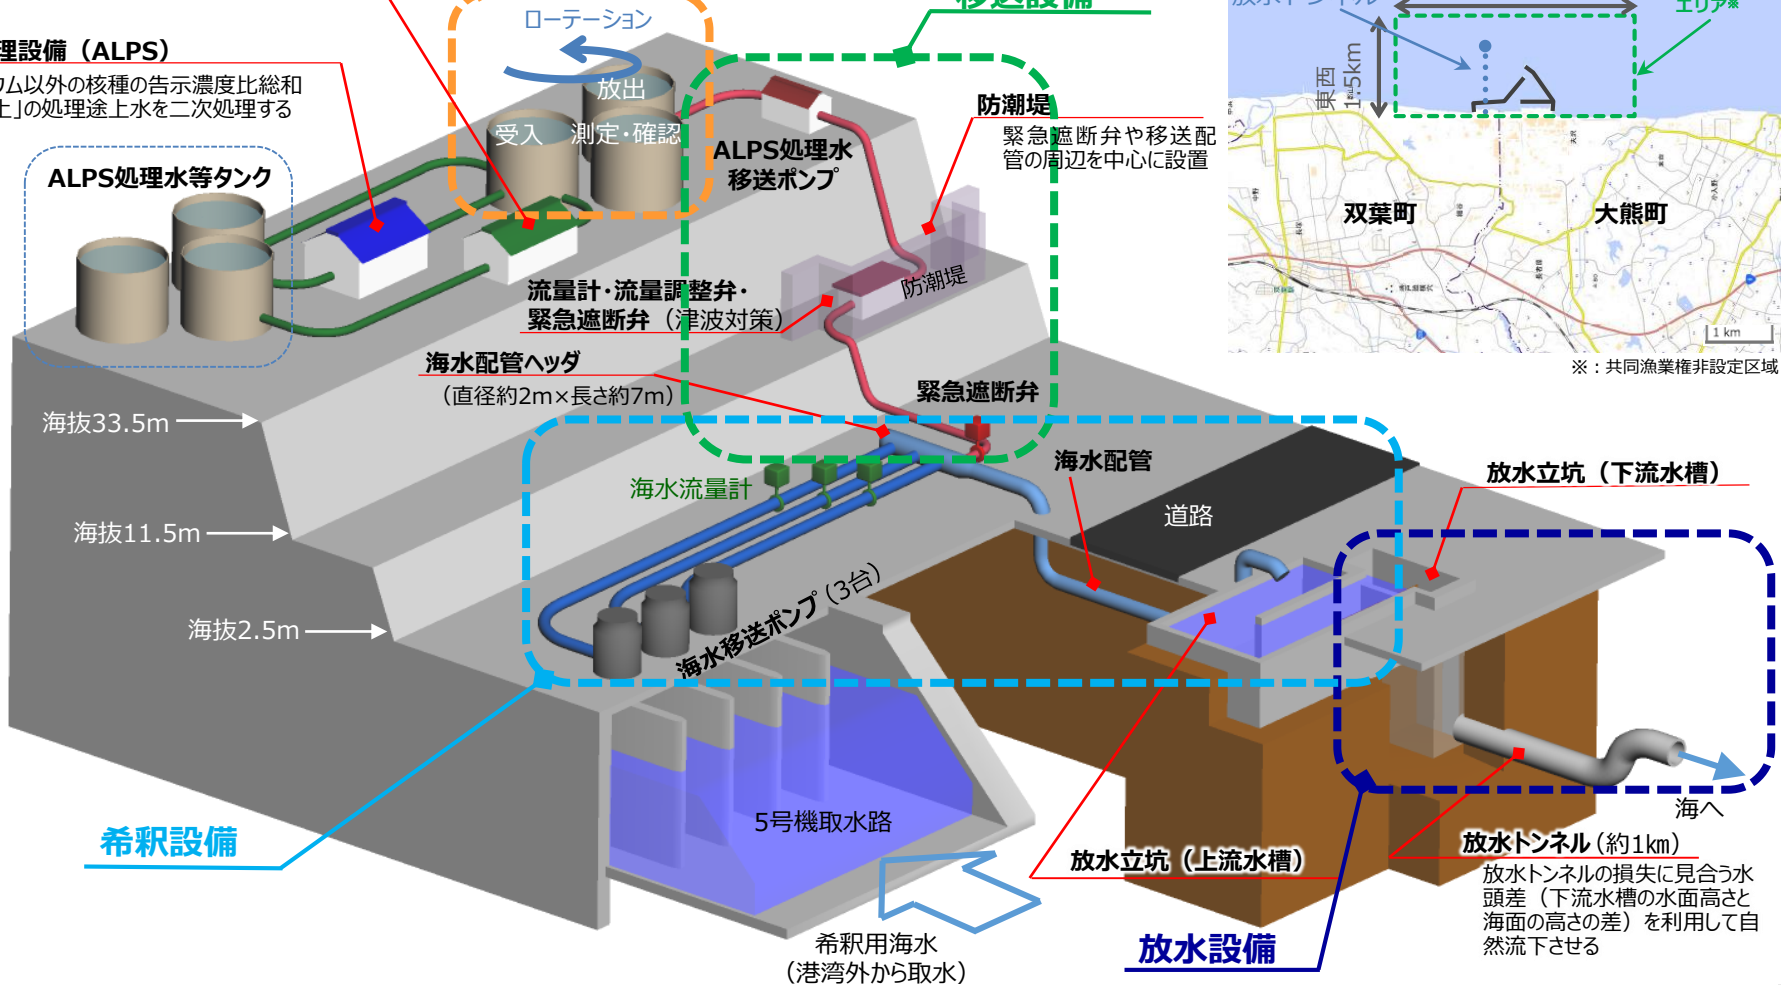 移送設備
ローテーション
理設備（ALPS）
ウム以外の核種の告示濃度比総和
上」の処理途上水を二次処理する
放出
受入
測定・確認
ALPS処理水等タンク
ALPS処理水
移送ポンプ
防潮堤
緊急遮断弁や移送配
管の周辺を中心に設置
放水トンネル
エリア※
東西
1.5km
双葉町
大熊町
1 km
※：共同漁業権非設定区域
流量計・流量調整弁・
緊急遮断弁（津波対策）
防潮堤
海水配管ヘッダ
（直径約2m×長さ約7m）
緊急遮断弁
海抜33.5m
海水流量計
海水配管
放水立坑（下流水槽）
道路
海抜11.5m
海抜2.5m
海水移送ポンプ（3台）
5号機取水路
希釈設備
放水立坑（上流水槽）
海へ
放水トンネル（約1km）
放水トンネルの損失に見合う水
頭差（下流水槽の水面高さと
海面の高さの差）を利用して自
然流下させる
放水設備
希釈用海水
（港湾外から取水）